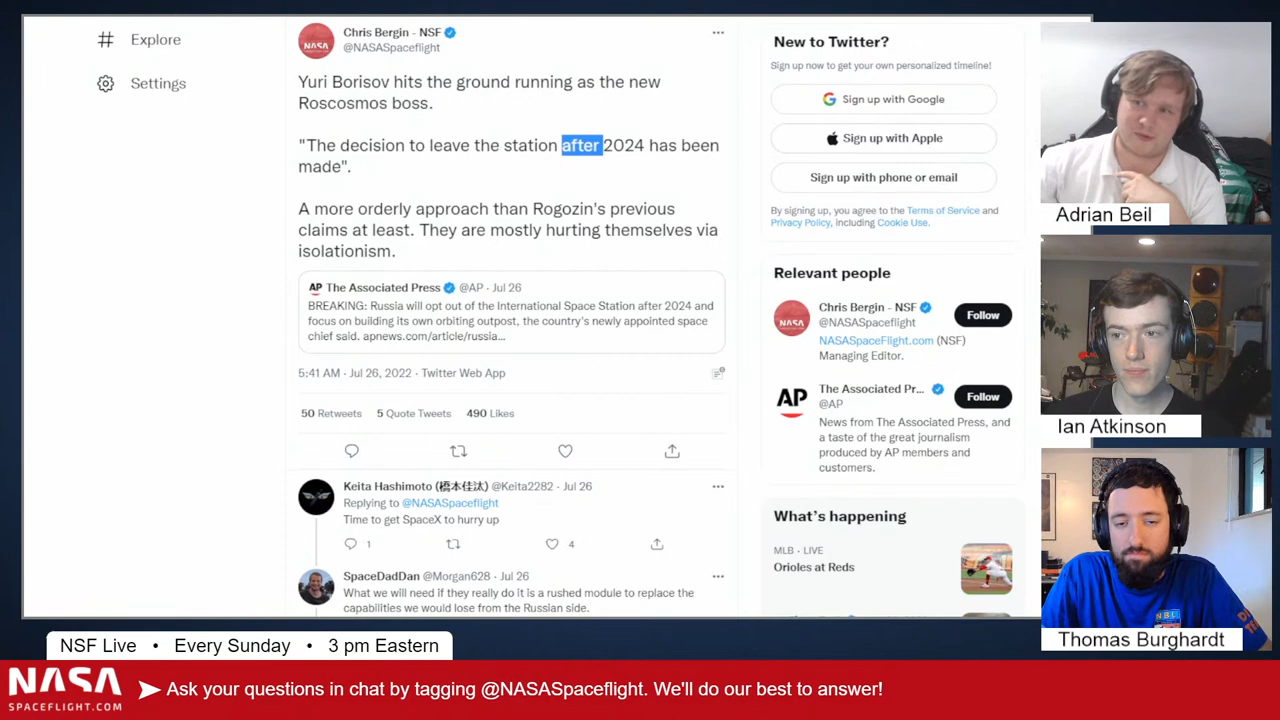 Explore
Settings
Chris Bergin - NSF
@NASASpaceflight
Yuri Borisov hits the ground running as the new
Roscosmos boss.
"The decision to leave the station after 2024 has been
made".
A more orderly approach than Rogozin's previous
claims at least. They are mostly hurting themselves via
isolationism.
AP The Associated Press @AP · Jul 26
BREAKING: Russia will opt out of the International Space Station after 2024 and
focus on building its own orbiting outpost, the country's newly appointed space
chief said. apnews.com/article/russia...
5:41 AM · Jul 26, 2022 · Twitter Web App
50 Retweets 5 Quote Tweets 490 Likes
Keita Hashimoto (橋本佳汰) @Keita2282 · Jul 26
Replying to @NASASpaceflight
Time to get SpaceX to hurry up
1 4
SpaceDadDan @Morgan628 · Jul 26
What we will need if they really do it is a rushed module to replace the
capabilities we would lose from the Russian side.
New to Twitter?
Sign up now to get your own personalized timeline!
Sign up with Google
Sign up with Apple
Sign up with phone or email
By signing up, you agree to the Terms of Service and
Privacy Policy, including Cookie Use.
Relevant people
Chris Bergin - NSF
@NASASpaceflight
Follow
NASASpaceFlight.com (NSF)
Managing Editor.
AP
The Associated Pr...
@AP
Follow
News from The Associated Press, and
a taste of the great journalism
produced by AP members and
customers.
What's happening
MLB · LIVE
Orioles at Reds
Adrian Beil
Ian Atkinson
Thomas Burghardt
NSF Live • Every Sunday • 3 pm Eastern
NASA
SPACEFLIGHT.COM
Ask your questions in chat by tagging @NASASpaceflight. We'll do our best to answer!